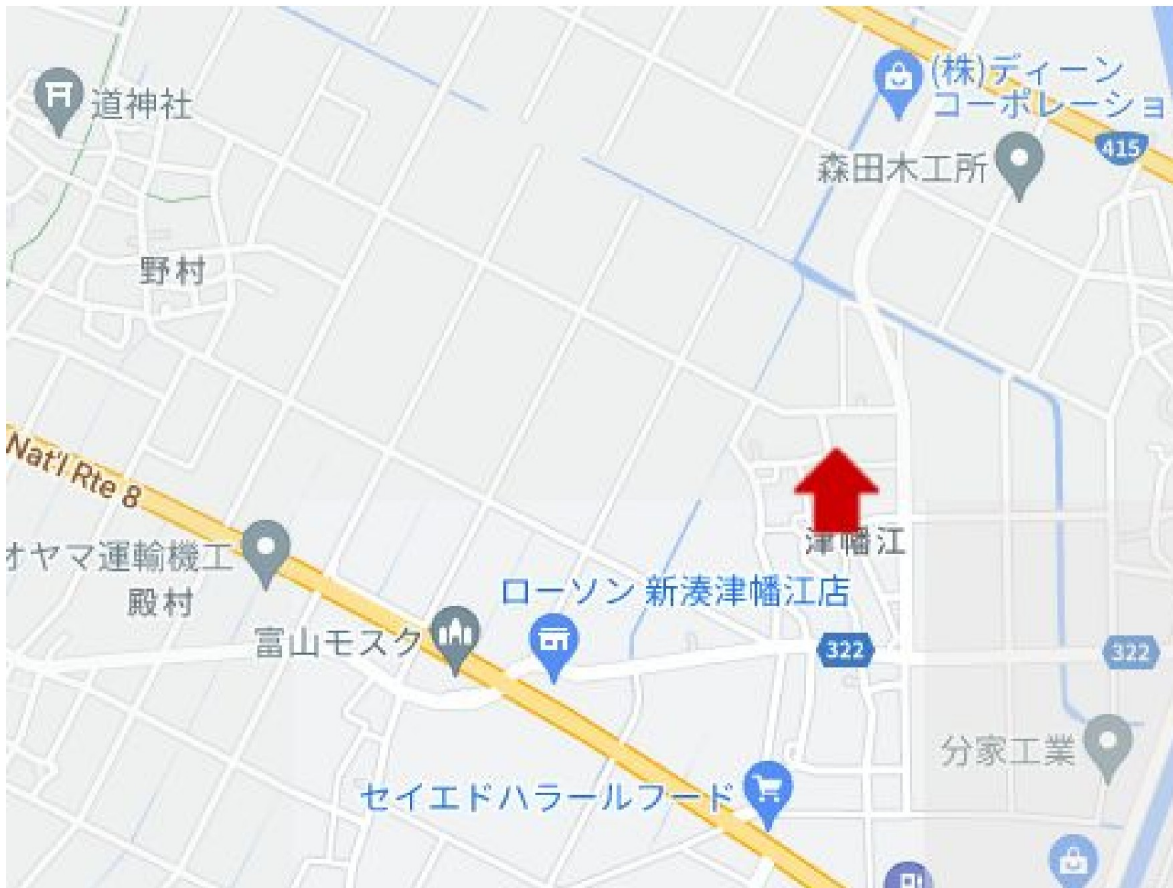 (株)ディーン
コーポレーショ
道神社
415
森田木工所
野村
Nat'l Rte 8
オヤマ運輸機工
津幡江
殿村
ローソン 新湊津幡江店
富山モスク
322
322
分家工業
セイエドハラールフード